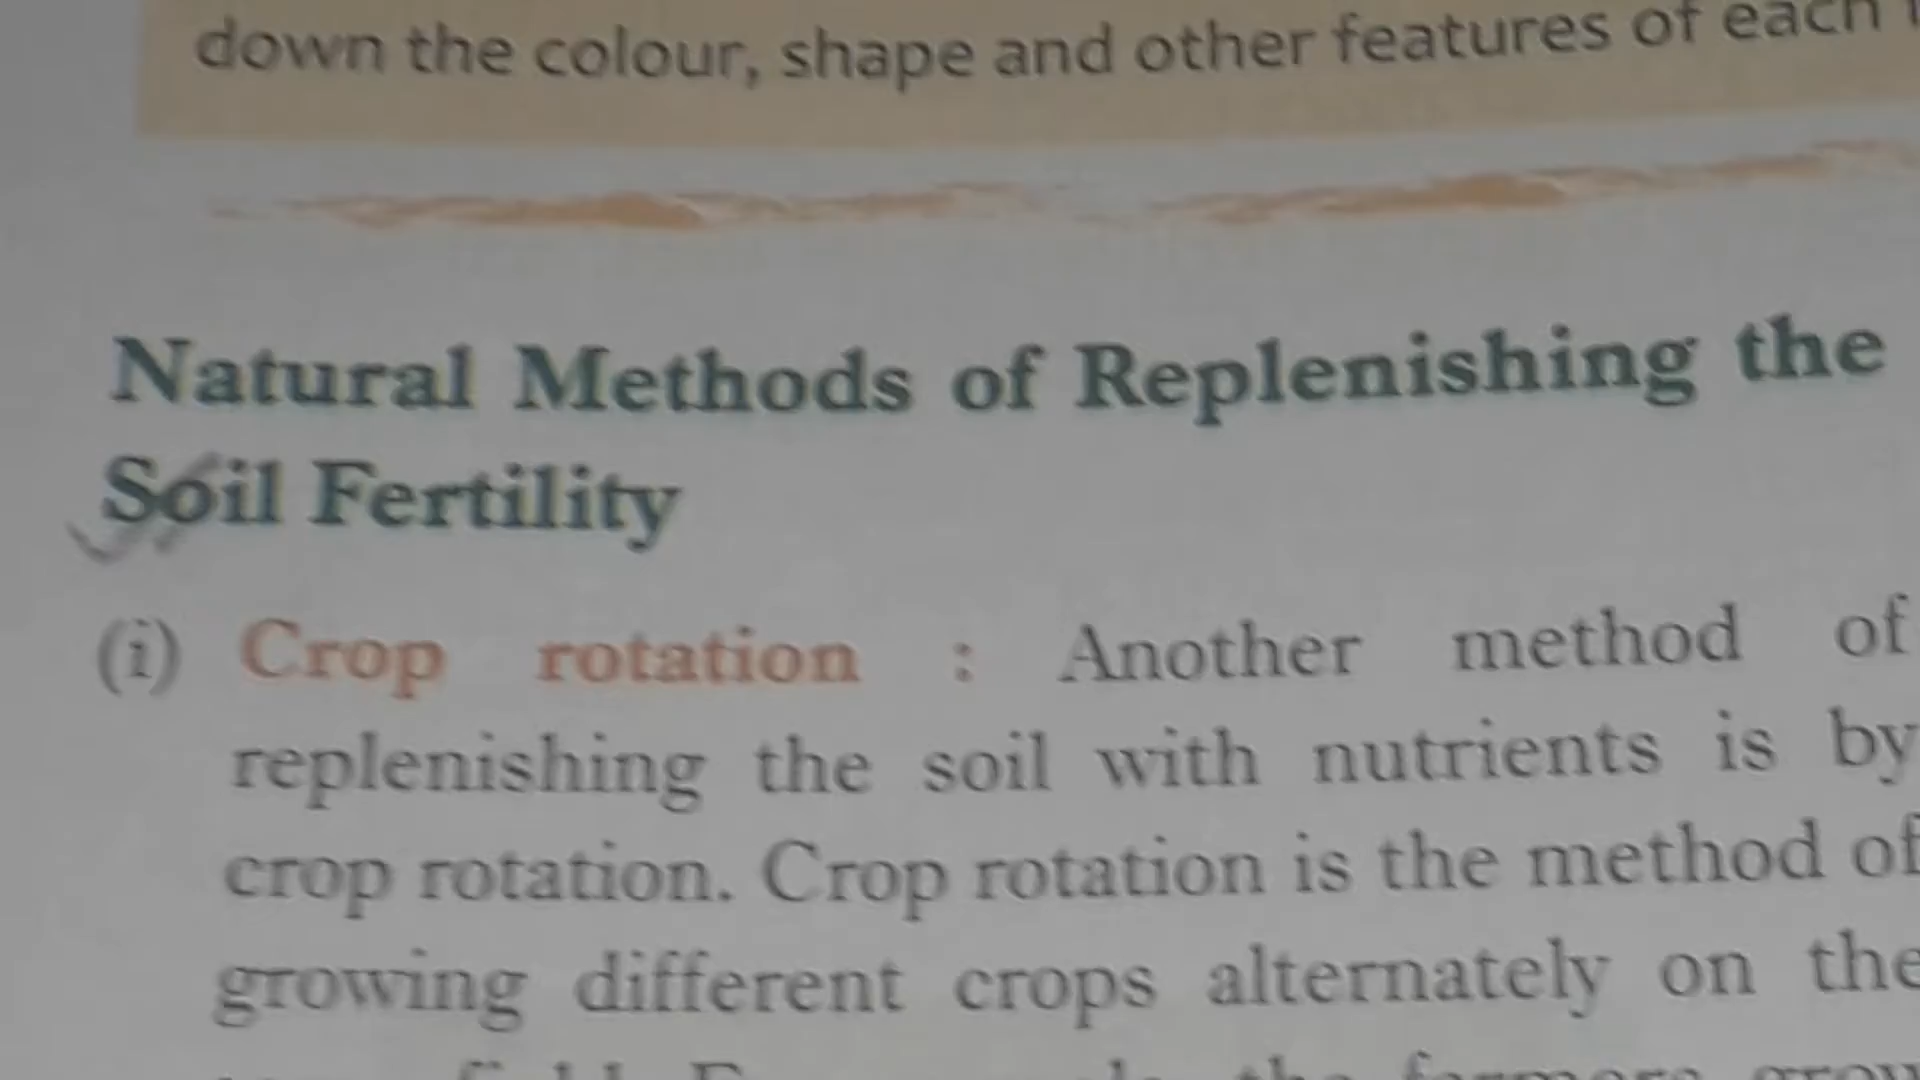 down the colour, shape and other features of each
Natural Methods of Replenishing the
Soil Fertility
(i) Crop rotation : Another method of
replenishing the soil with nutrients is by
crop rotation. Crop rotation is the method of
growing different crops alternately on the